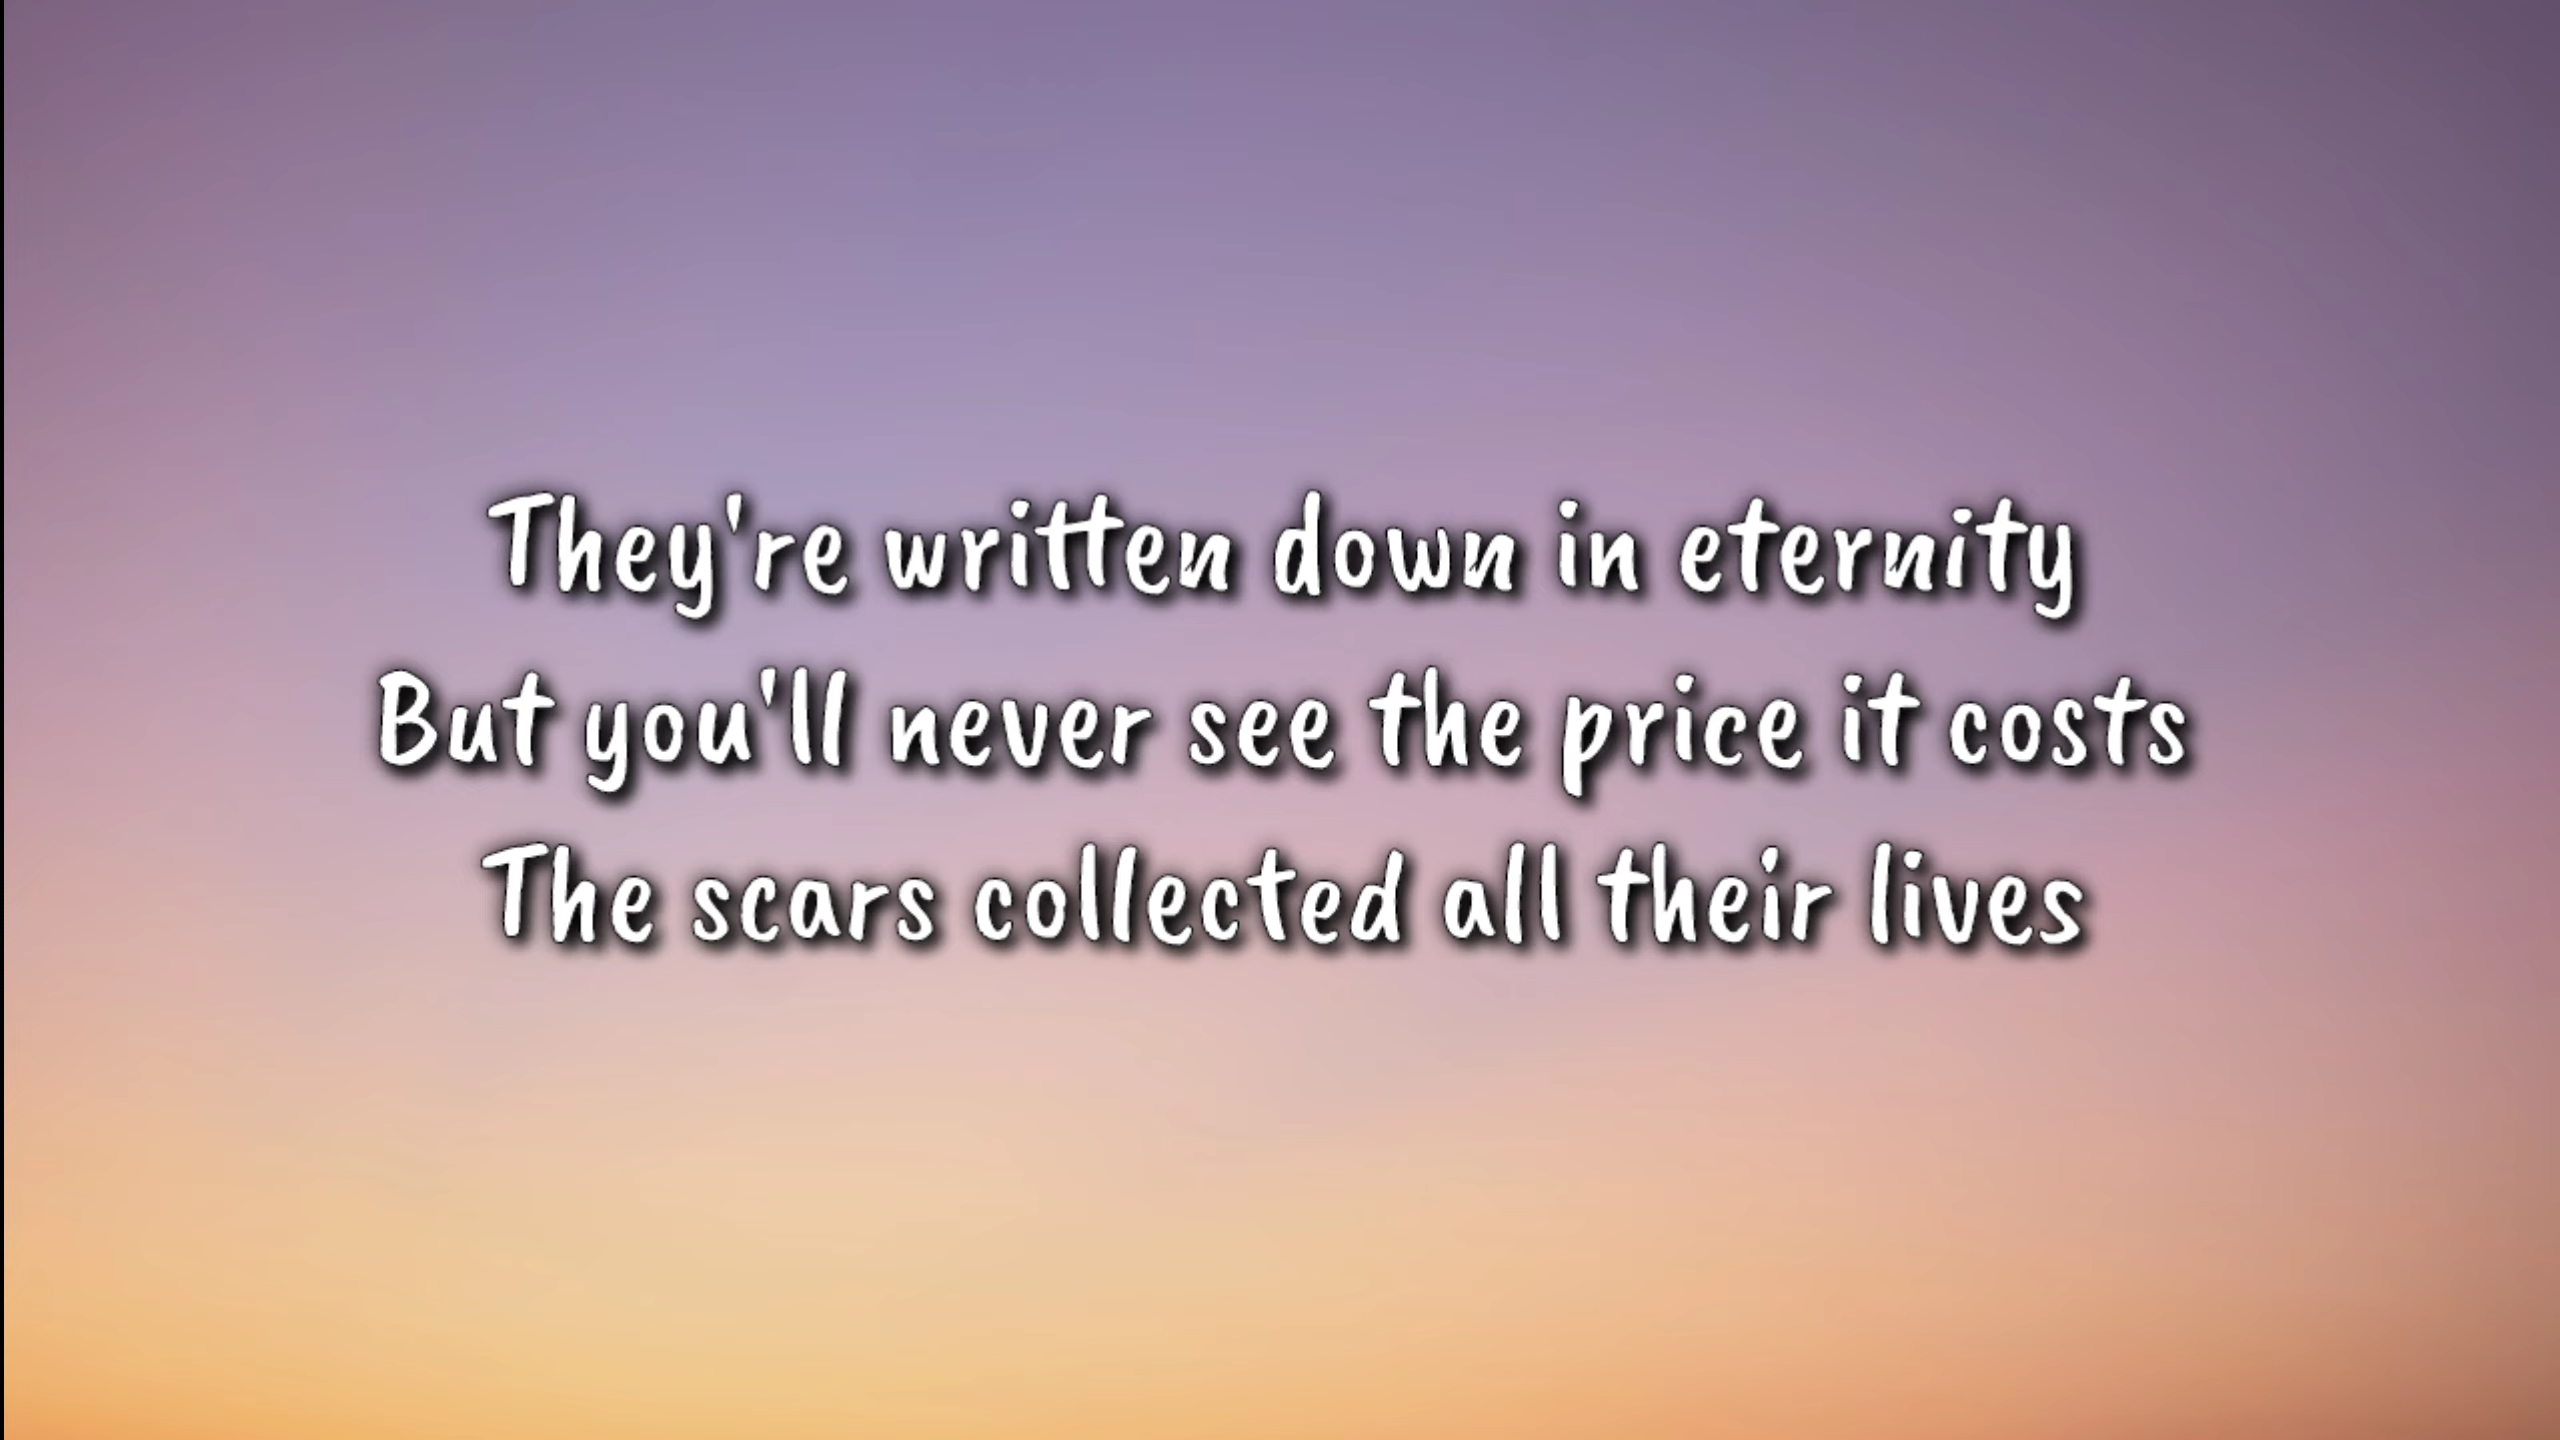 They're written down in eternity
But you'll never see the price it costs
The scars collected all their lives